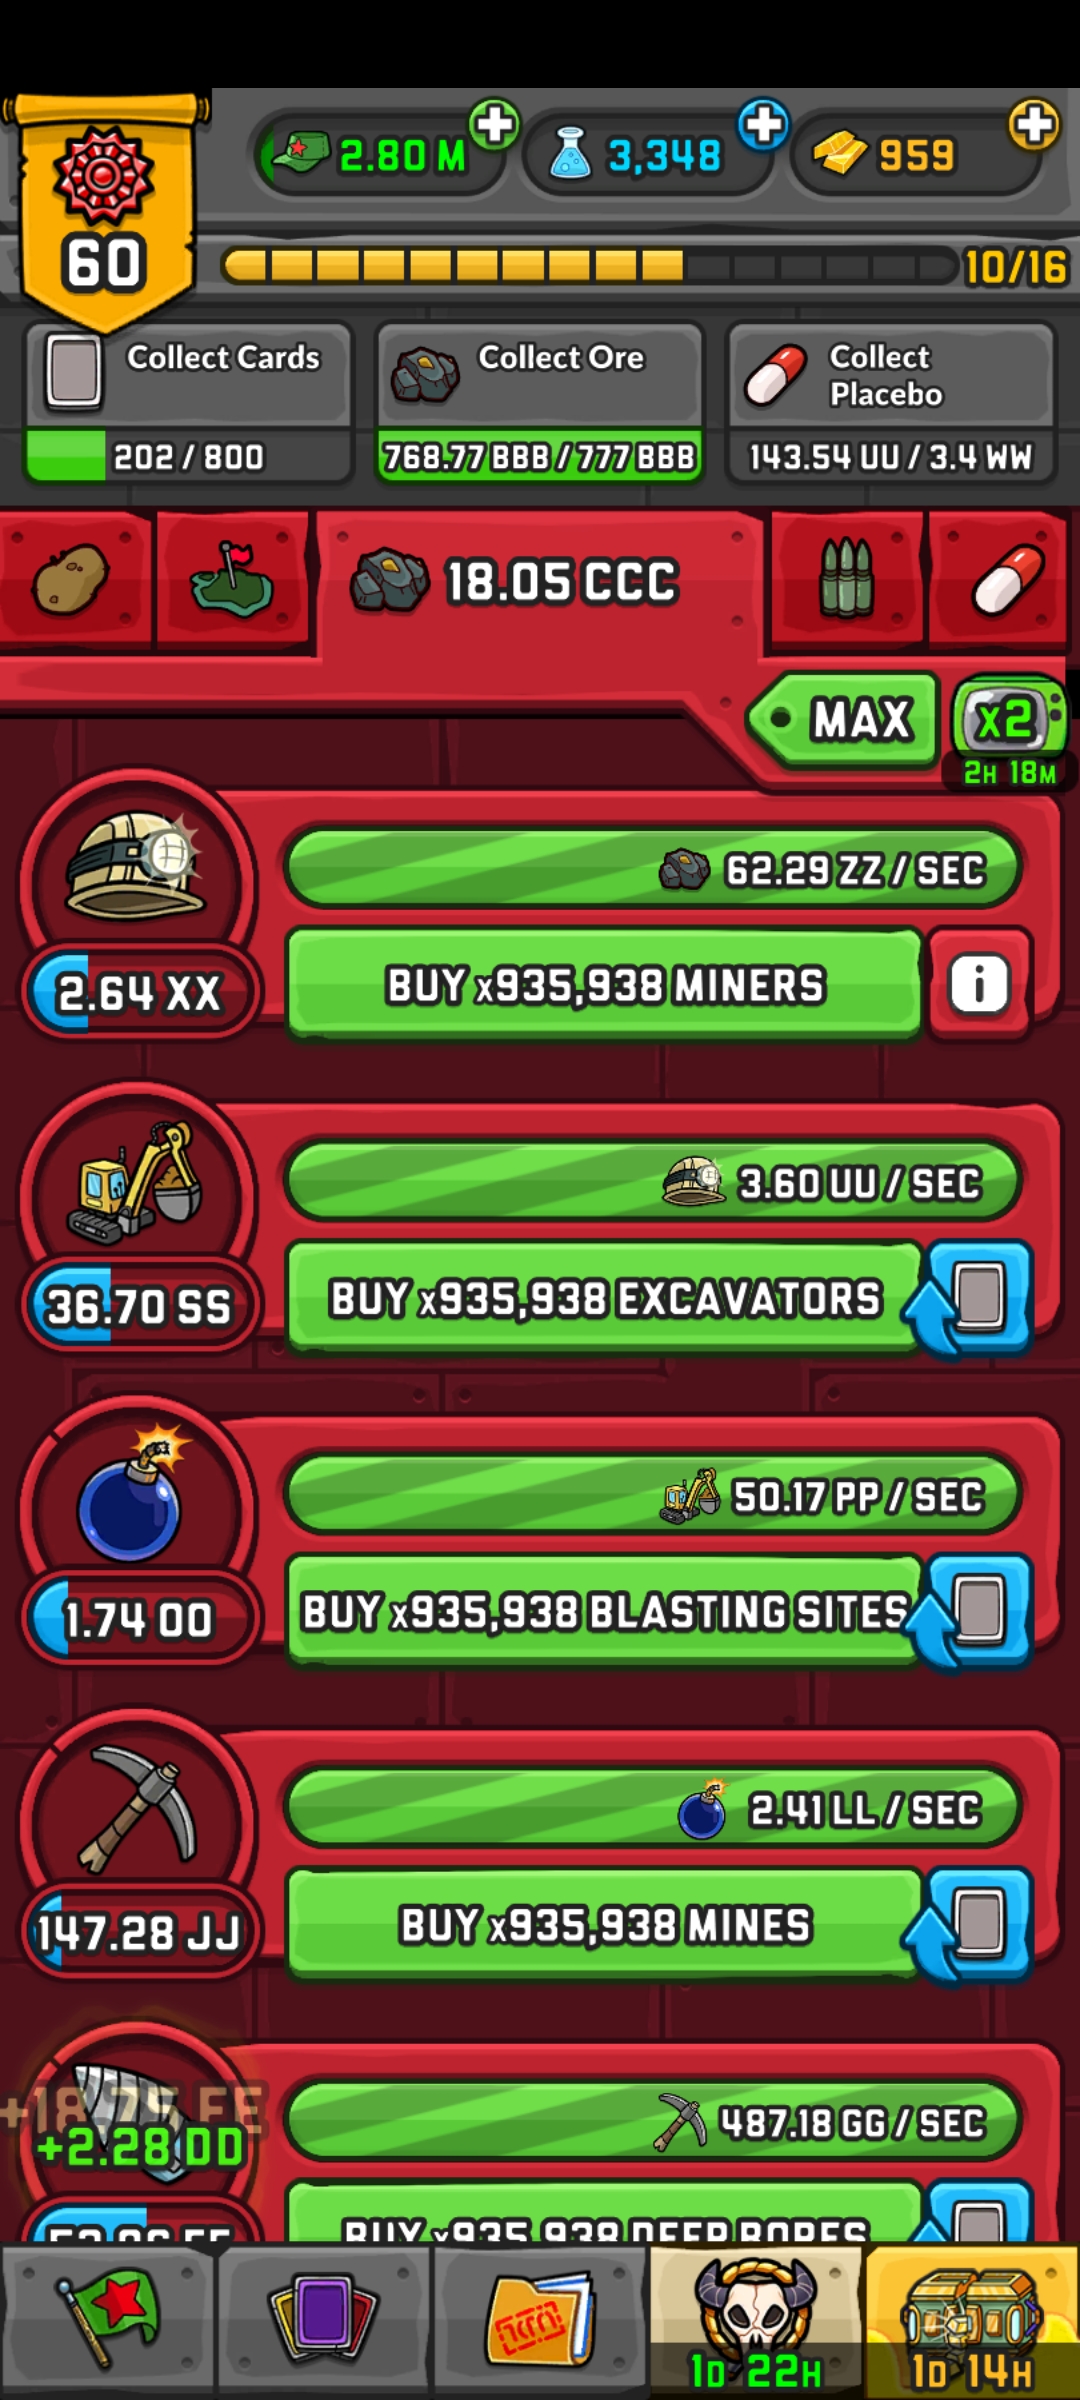 2.80 M
3,348
959
60
10/16
Collect Cards
202 / 800
Collect Ore
768.77 BBB / 777 BBB
Collect
Placebo
143.54 UU / 3.4 WW
18.05 CCC
MAX
x2
2H 18M
62.29 ZZ / SEC
2.64 XX
BUY x935,938 MINERS
i
3.60 UU / SEC
36.70 SS
BUY x935,938 EXCAVATORS
50.17 PP / SEC
1.74 OO
BUY x935,938 BLASTING SITES
2.41 LL / SEC
147.28 JJ
BUY x935,938 MINES
+18.75 EE
+2.28 DD
487.18 GG / SEC
BUY x935,938 DEEP BORES
1D 22H
1D 14H